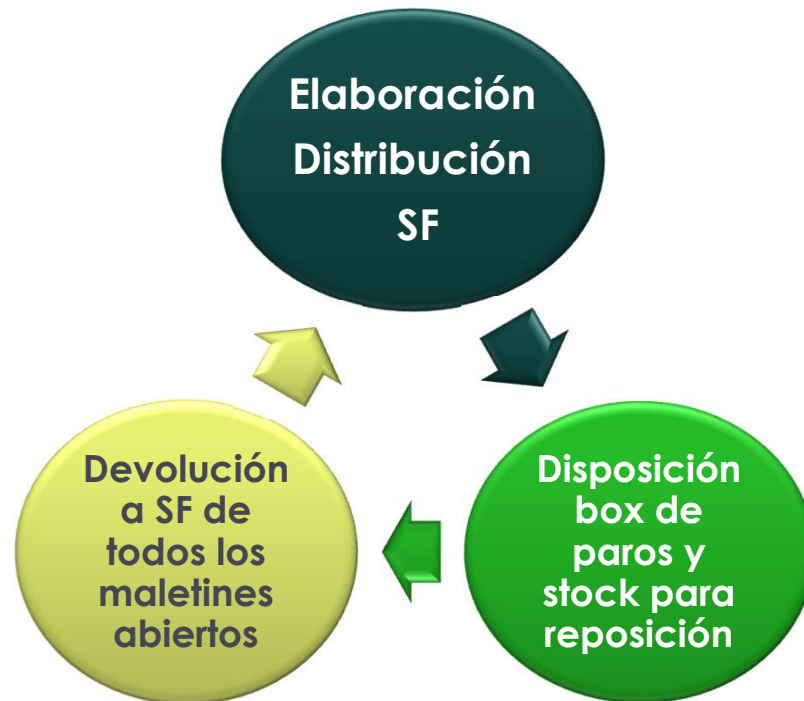 Elaboración
Distribución
SF
Devolución
a SF de
todos los
maletines
abiertos
Disposición
box de
paros y
stock para
reposición